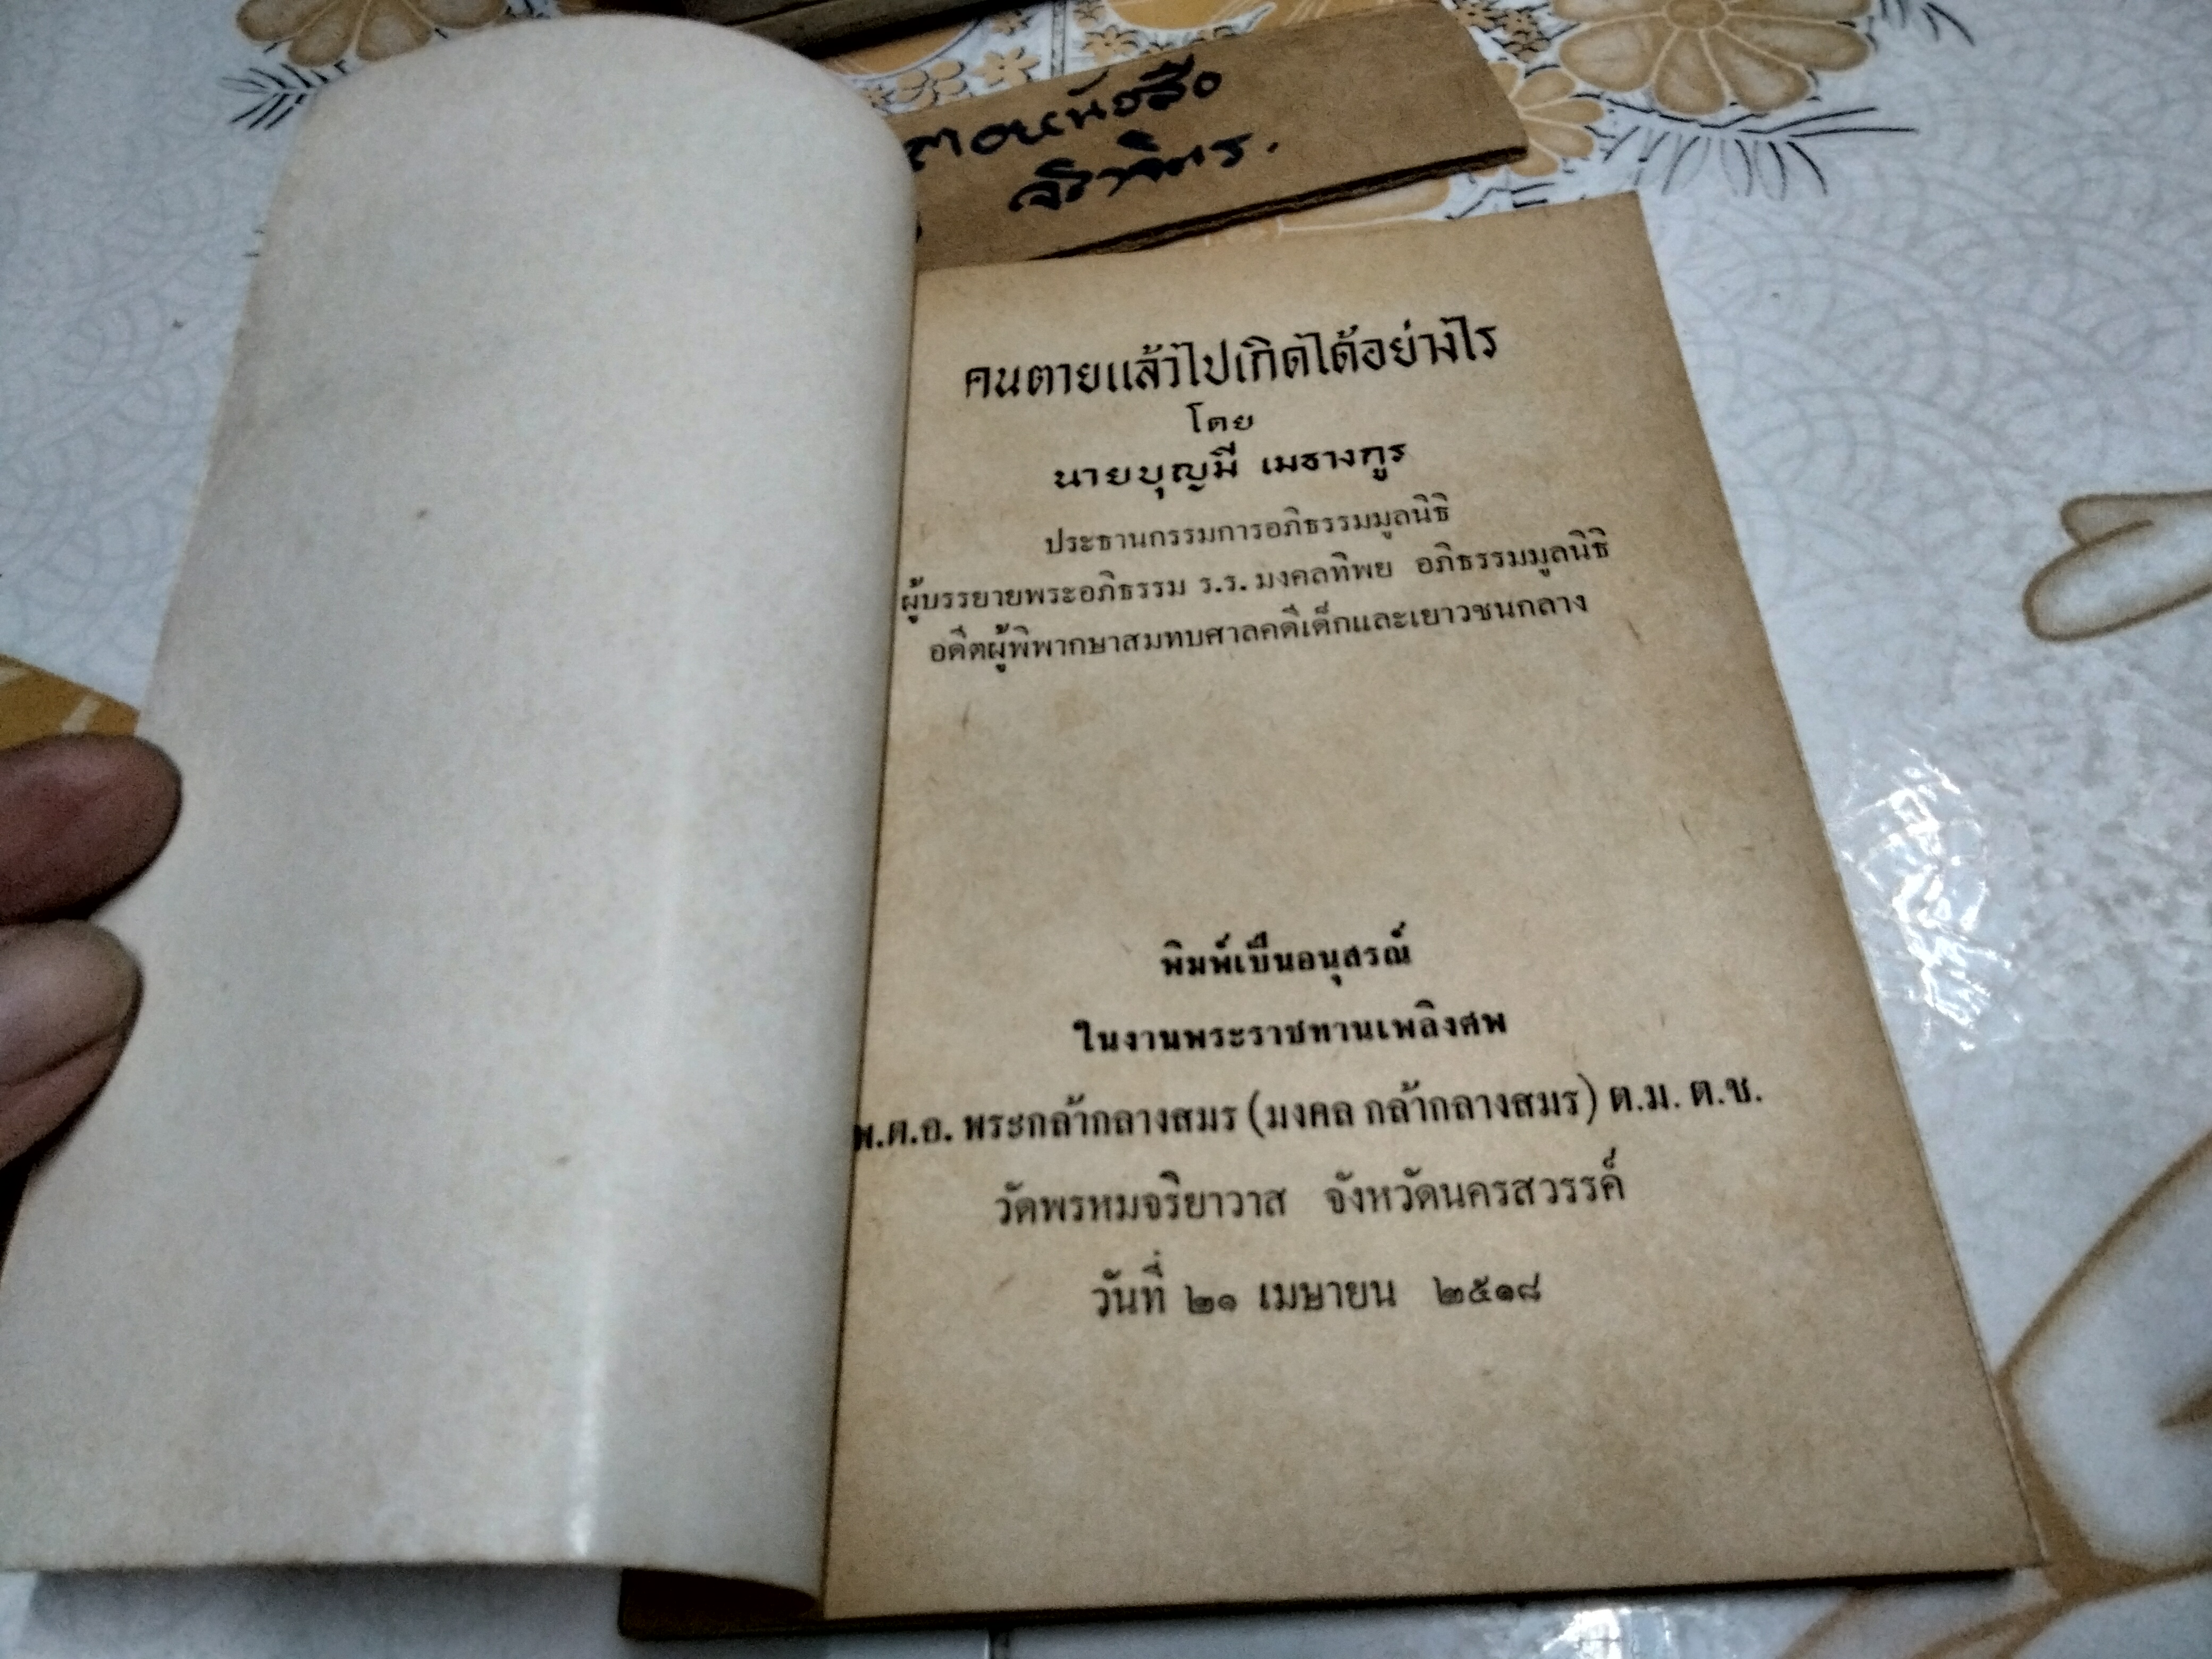 จิรพัชร.
คนตายแล้วไปเกิดได้อย่างไร
โดย
นายบุญมี เมธางกูร
ประธานกรรมการอภิธรรมมูลนิธิ
ผู้บรรยายพระอภิธรรม ร.ร. มงคลทิพย อภิธรรมมูลนิธิ
อดีตผู้พิพากษาสมทบศาลคดีเด็กและเยาวชนกลาง
พิมพ์เป็นอนุสรณ์
ในงานพระราชทานเพลิงศพ
พ.ต.อ. พระกล้ากลางสมร (มงคล กล้ากลางสมร) ต.ม. ต.ช.
วัดพรหมจริยาวาส จังหวัดนครสวรรค์
วันที่ ๒๑ เมษายน ๒๕๑๘